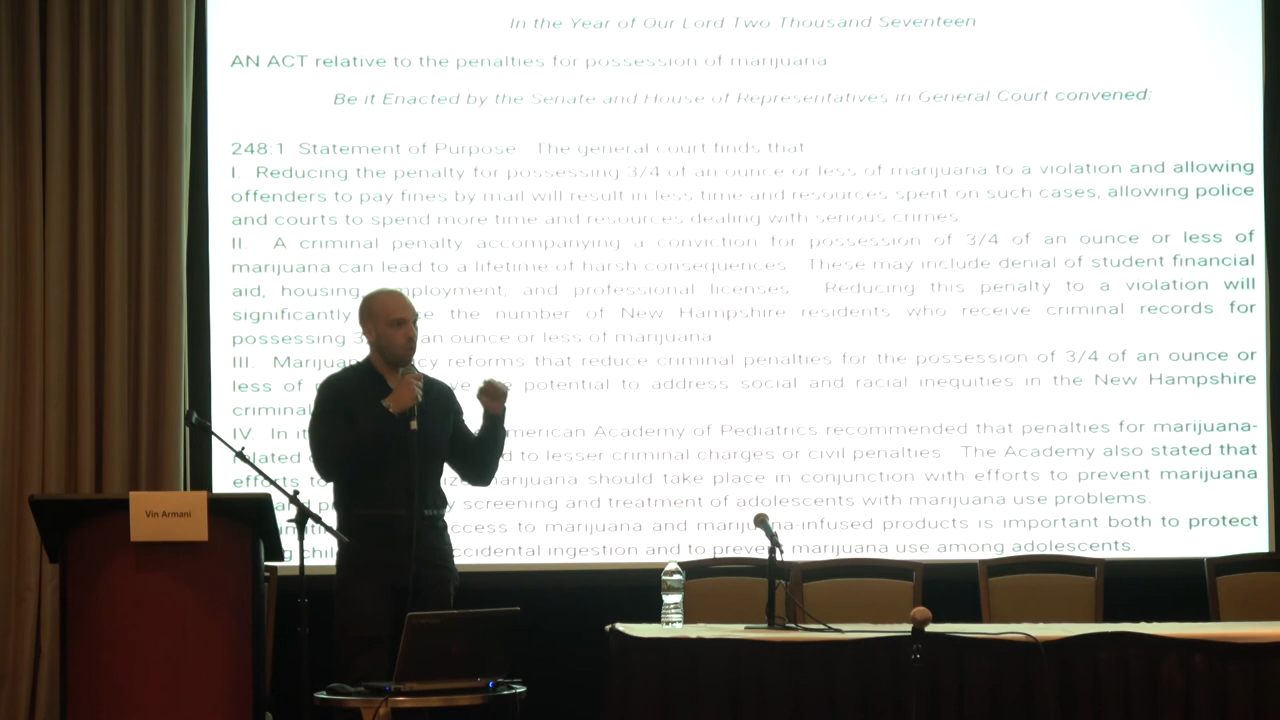 In the Year of Our Lord Two Thousand Seventeen
AN ACT relative to the penalties for possession of marijuana
Be it Enacted by the Senate and House of Representatives in General Court convened:
248:1 Statement of Purpose The general court finds that
I. Reducing the penalty for possessing 3/4 of an ounce or less of marijuana to a violation and allowing
offenders to pay fines by mail will result in less time and resources spent on such cases, allowing police
and courts to spend more time and resources dealing with serious crimes
II. A criminal penalty accompanying a conviction for possession of 3/4 of an ounce or less of
marijuana can lead to a lifetime of harsh consequences These may include denial of student financial
aid, housing, mployment, and professional licenses Reducing this penalty to a violation will
significantly ce the number of New Hampshire residents who receive criminal records for
possessing 3 an ounce or less of marijuana
III. Marijuan cy reforms that reduce criminal penalties for the possession of 3/4 of an ounce or
less of potential to address social and racial inequities in the New Hampshire
criminal
IV. In it merican Academy of Pediatrics recommended that penalties for marijuana-
related d to lesser criminal charges or civil penalties The Academy also stated that
efforts to ize marijuana should take place in conjunction with efforts to prevent marijuana
y screening and treatment of adolescents with marijuana use problems.
ccess to marijuana and marijuana-infused products is important both to protect
g chil ccidental ingestion and to prevent marijuana use among adolescents.
Vin Armani